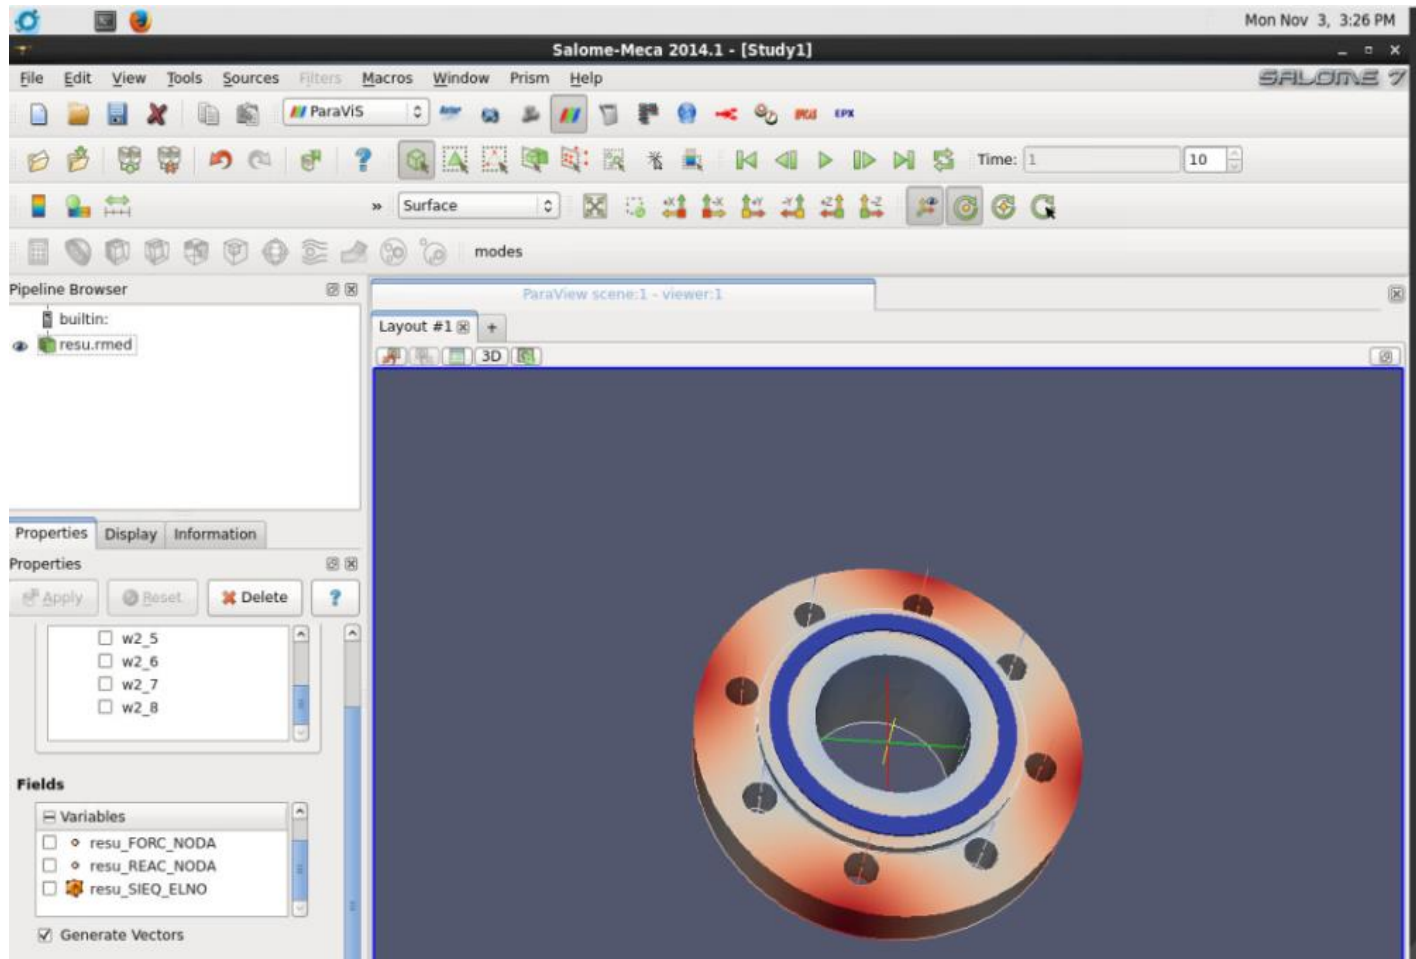 Mon Nov 3, 3:26 PM
Salome-Meca 2014.1 - [Study1]
File Edit View Tools Sources Filters Macros Window Prism Help
SALOME 7
ParaViS
EPX
Time: 1 10
» Surface
modes
Pipeline Browser
builtin:
resu.rmed
ParaView scene:1 - viewer:1
Layout #1 +
3D
Properties Display Information
Properties
Apply Reset Delete ?
w2_5
w2_6
w2_7
w2_8
Fields
Variables
resu_FORC_NODA
resu_REAC_NODA
resu_SIEQ_ELNO
Generate Vectors